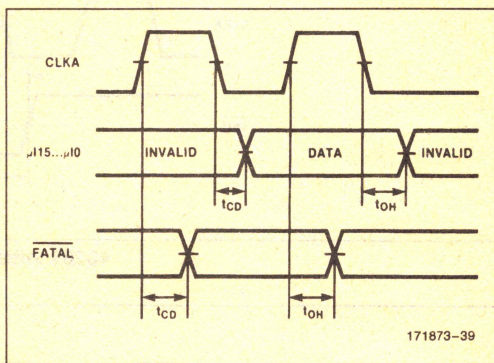 CLKA
μI15...μI0 INVALID DATA INVALID
tCD tOH
FATAL
tCD tOH
171873-39